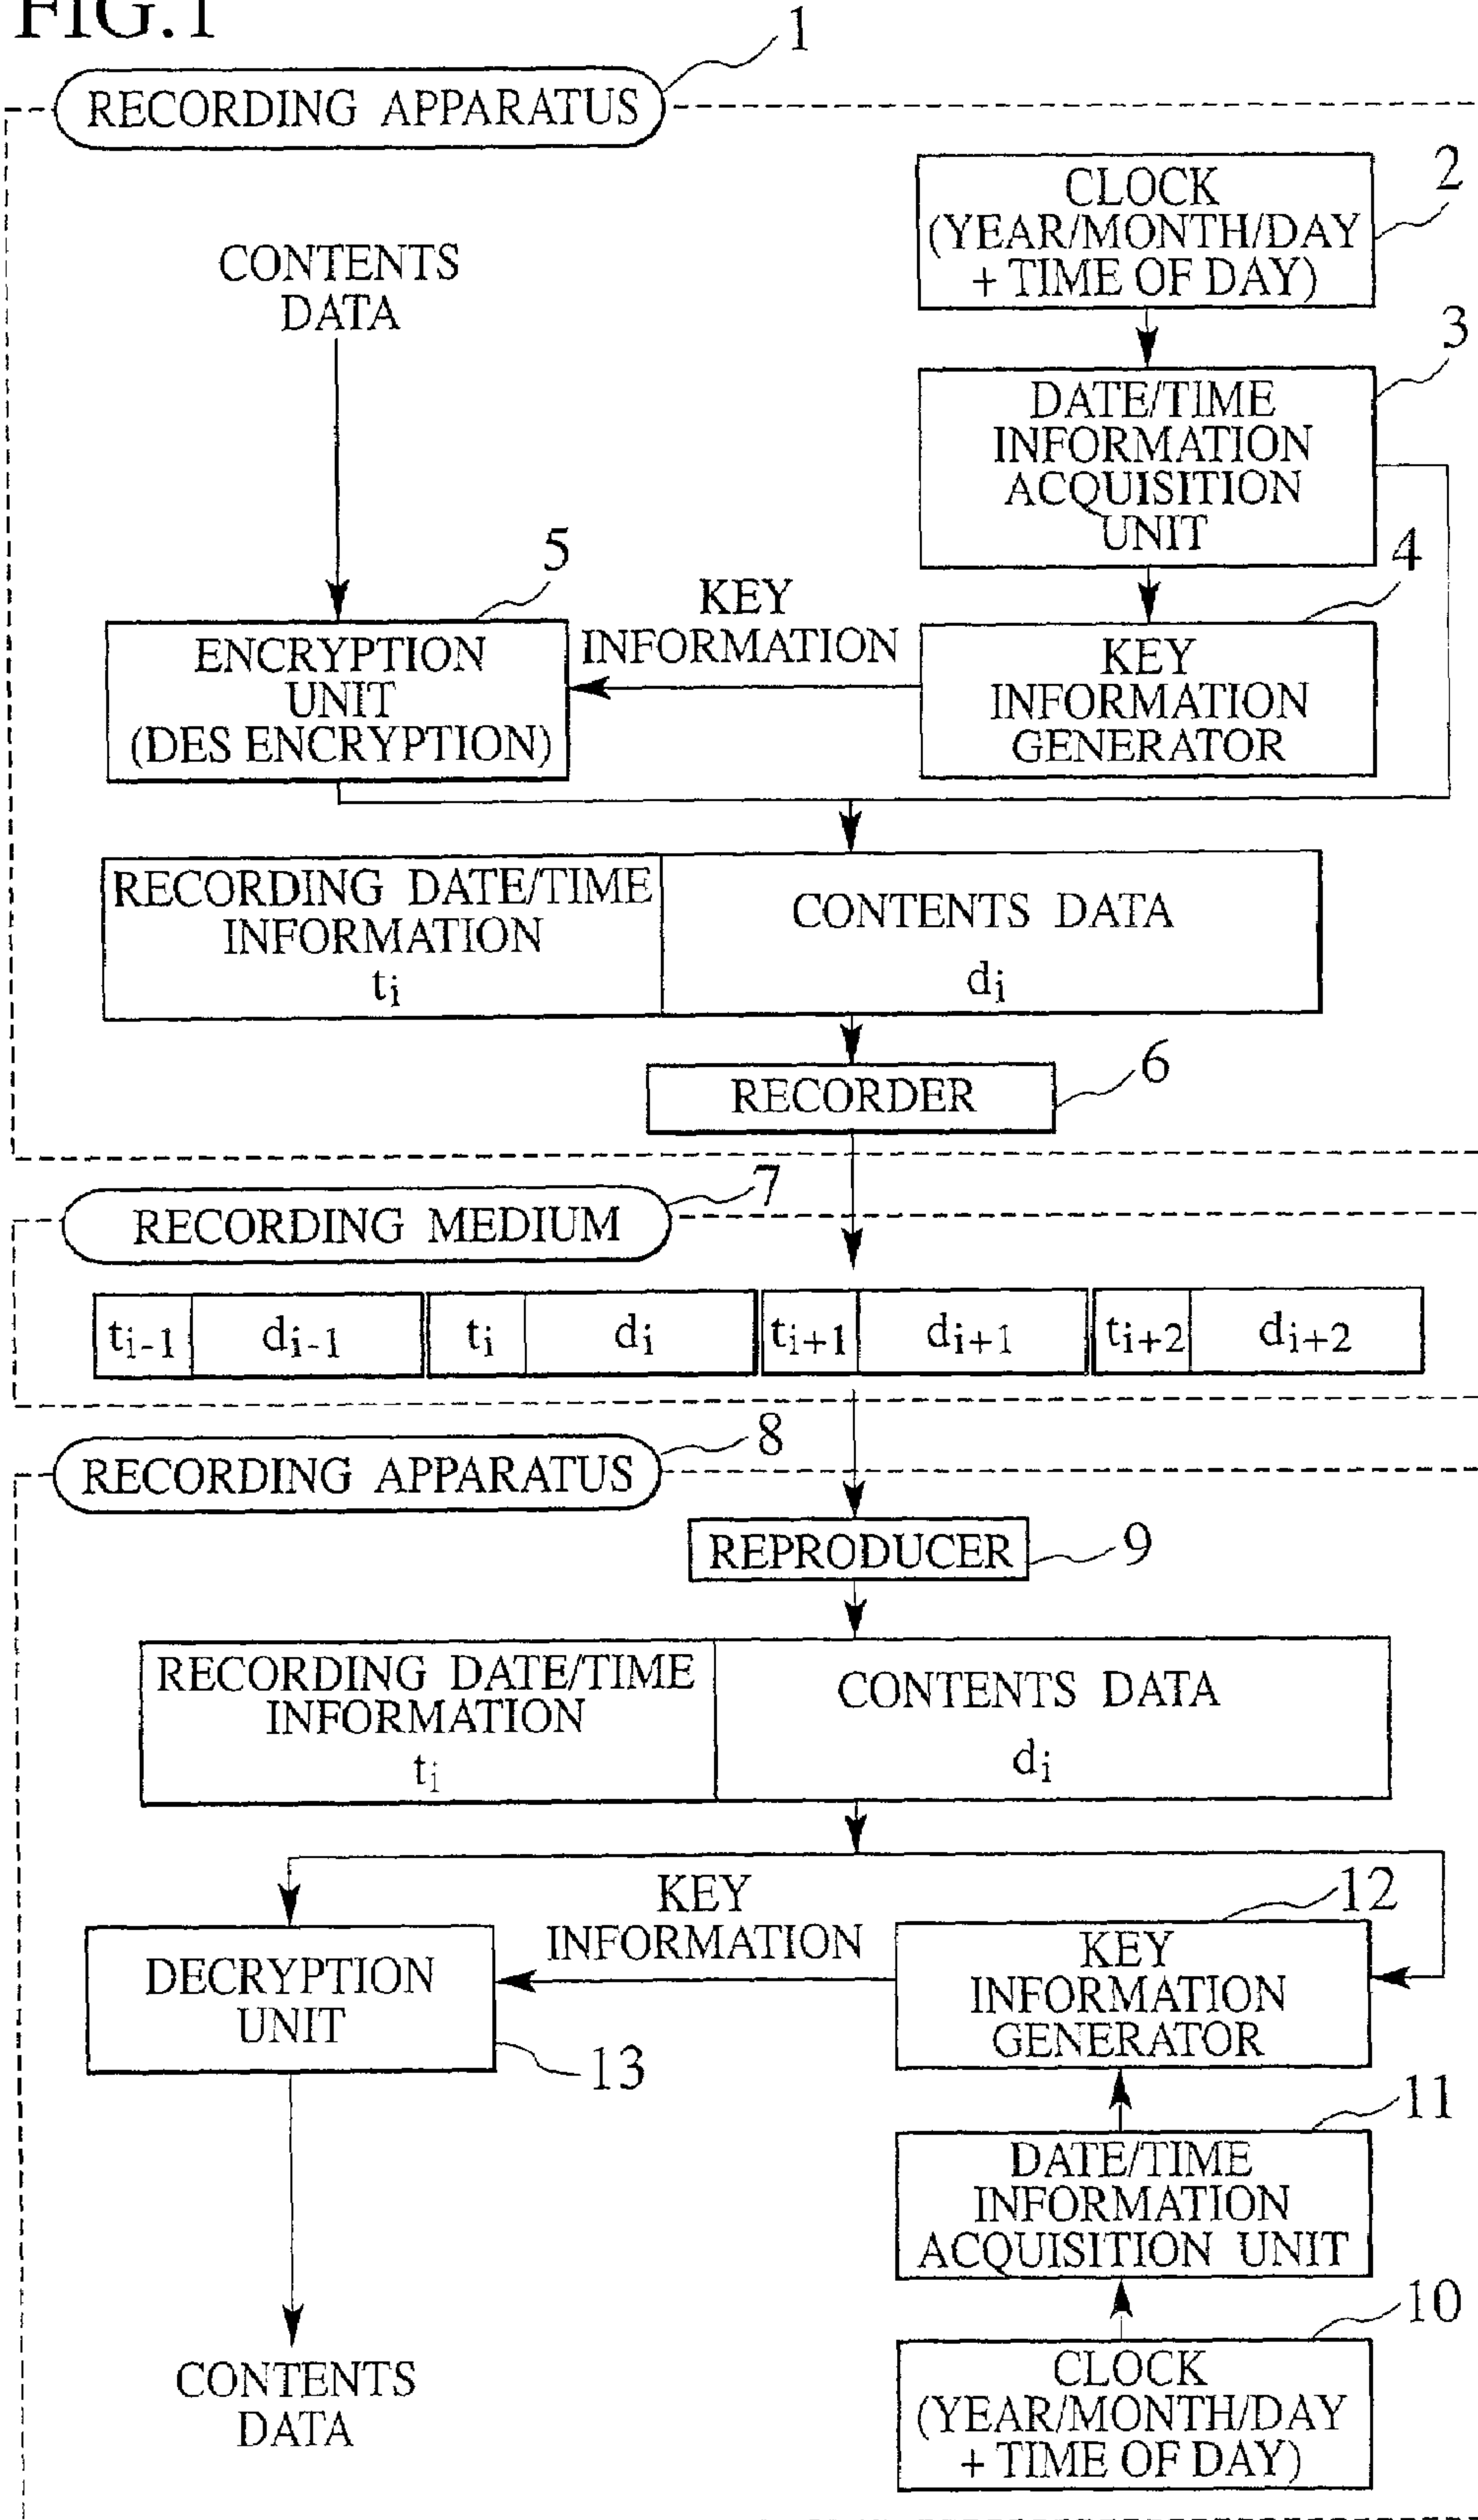 FIG.1
1
RECORDING APPARATUS
2
CLOCK
(YEAR/MONTH/DAY
+ TIME OF DAY)
CONTENTS
DATA
3
DATE/TIME
INFORMATION
ACQUISITION
UNIT
4
5
KEY
INFORMATION
ENCRYPTION
UNIT
(DES ENCRYPTION)
KEY
INFORMATION
GENERATOR
RECORDING DATE/TIME
INFORMATION
ti
CONTENTS DATA
di
6
RECORDER
7
RECORDING MEDIUM
ti-1 di-1 ti di ti+1 di+1 ti+2 di+2
8
RECORDING APPARATUS
REPRODUCER
9
RECORDING DATE/TIME
INFORMATION
ti
CONTENTS DATA
di
12
KEY
INFORMATION
DECRYPTION
UNIT
13
KEY
INFORMATION
GENERATOR
11
DATE/TIME
INFORMATION
ACQUISITION UNIT
10
CLOCK
(YEAR/MONTH/DAY
+ TIME OF DAY)
CONTENTS
DATA